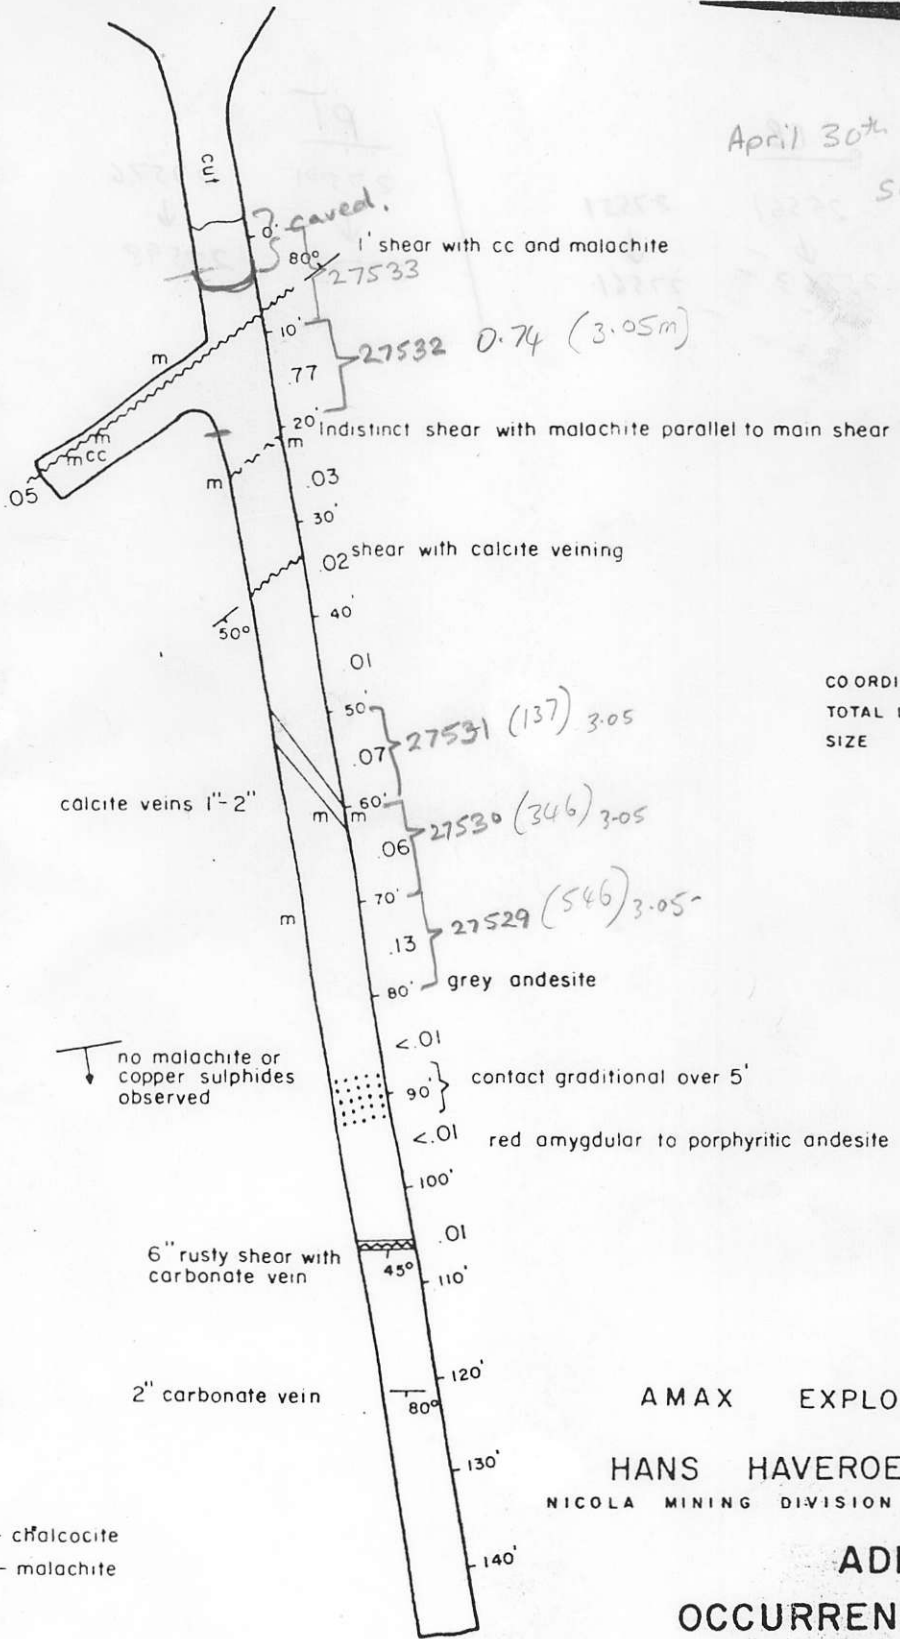 April 30th
PT
27551
27561
cut
? caved.
0'
80°
1' shear with cc and malachite
27533
10'
m
.77
27532 0.74 (3.05m)
20'
m
Indistinct shear with malachite parallel to main shear
m
m cc
.05
m
.03
30'
.02
shear with calcite veining
50°
40'
.01
CO ORDI
TOTAL
SIZE
50'
.07
27531 (137) 3.05
calcite veins 1"-2"
60'
m m
.06
27530 (346) 3.05
70'
m
.13
27529 (546) 3.05
80'
grey andesite
<.01
no malachite or
copper sulphides
observed
90'
contact graditional over 5'
<.01
red amygdular to porphyritic andesite
100'
.01
6" rusty shear with
carbonate vein
45°
110'
120'
2" carbonate vein
80°
AMAX EXPLO
130'
HANS HAVEROE
NICOLA MINING DIVISION
- chalcocite
- malachite
140'
OCCURREN